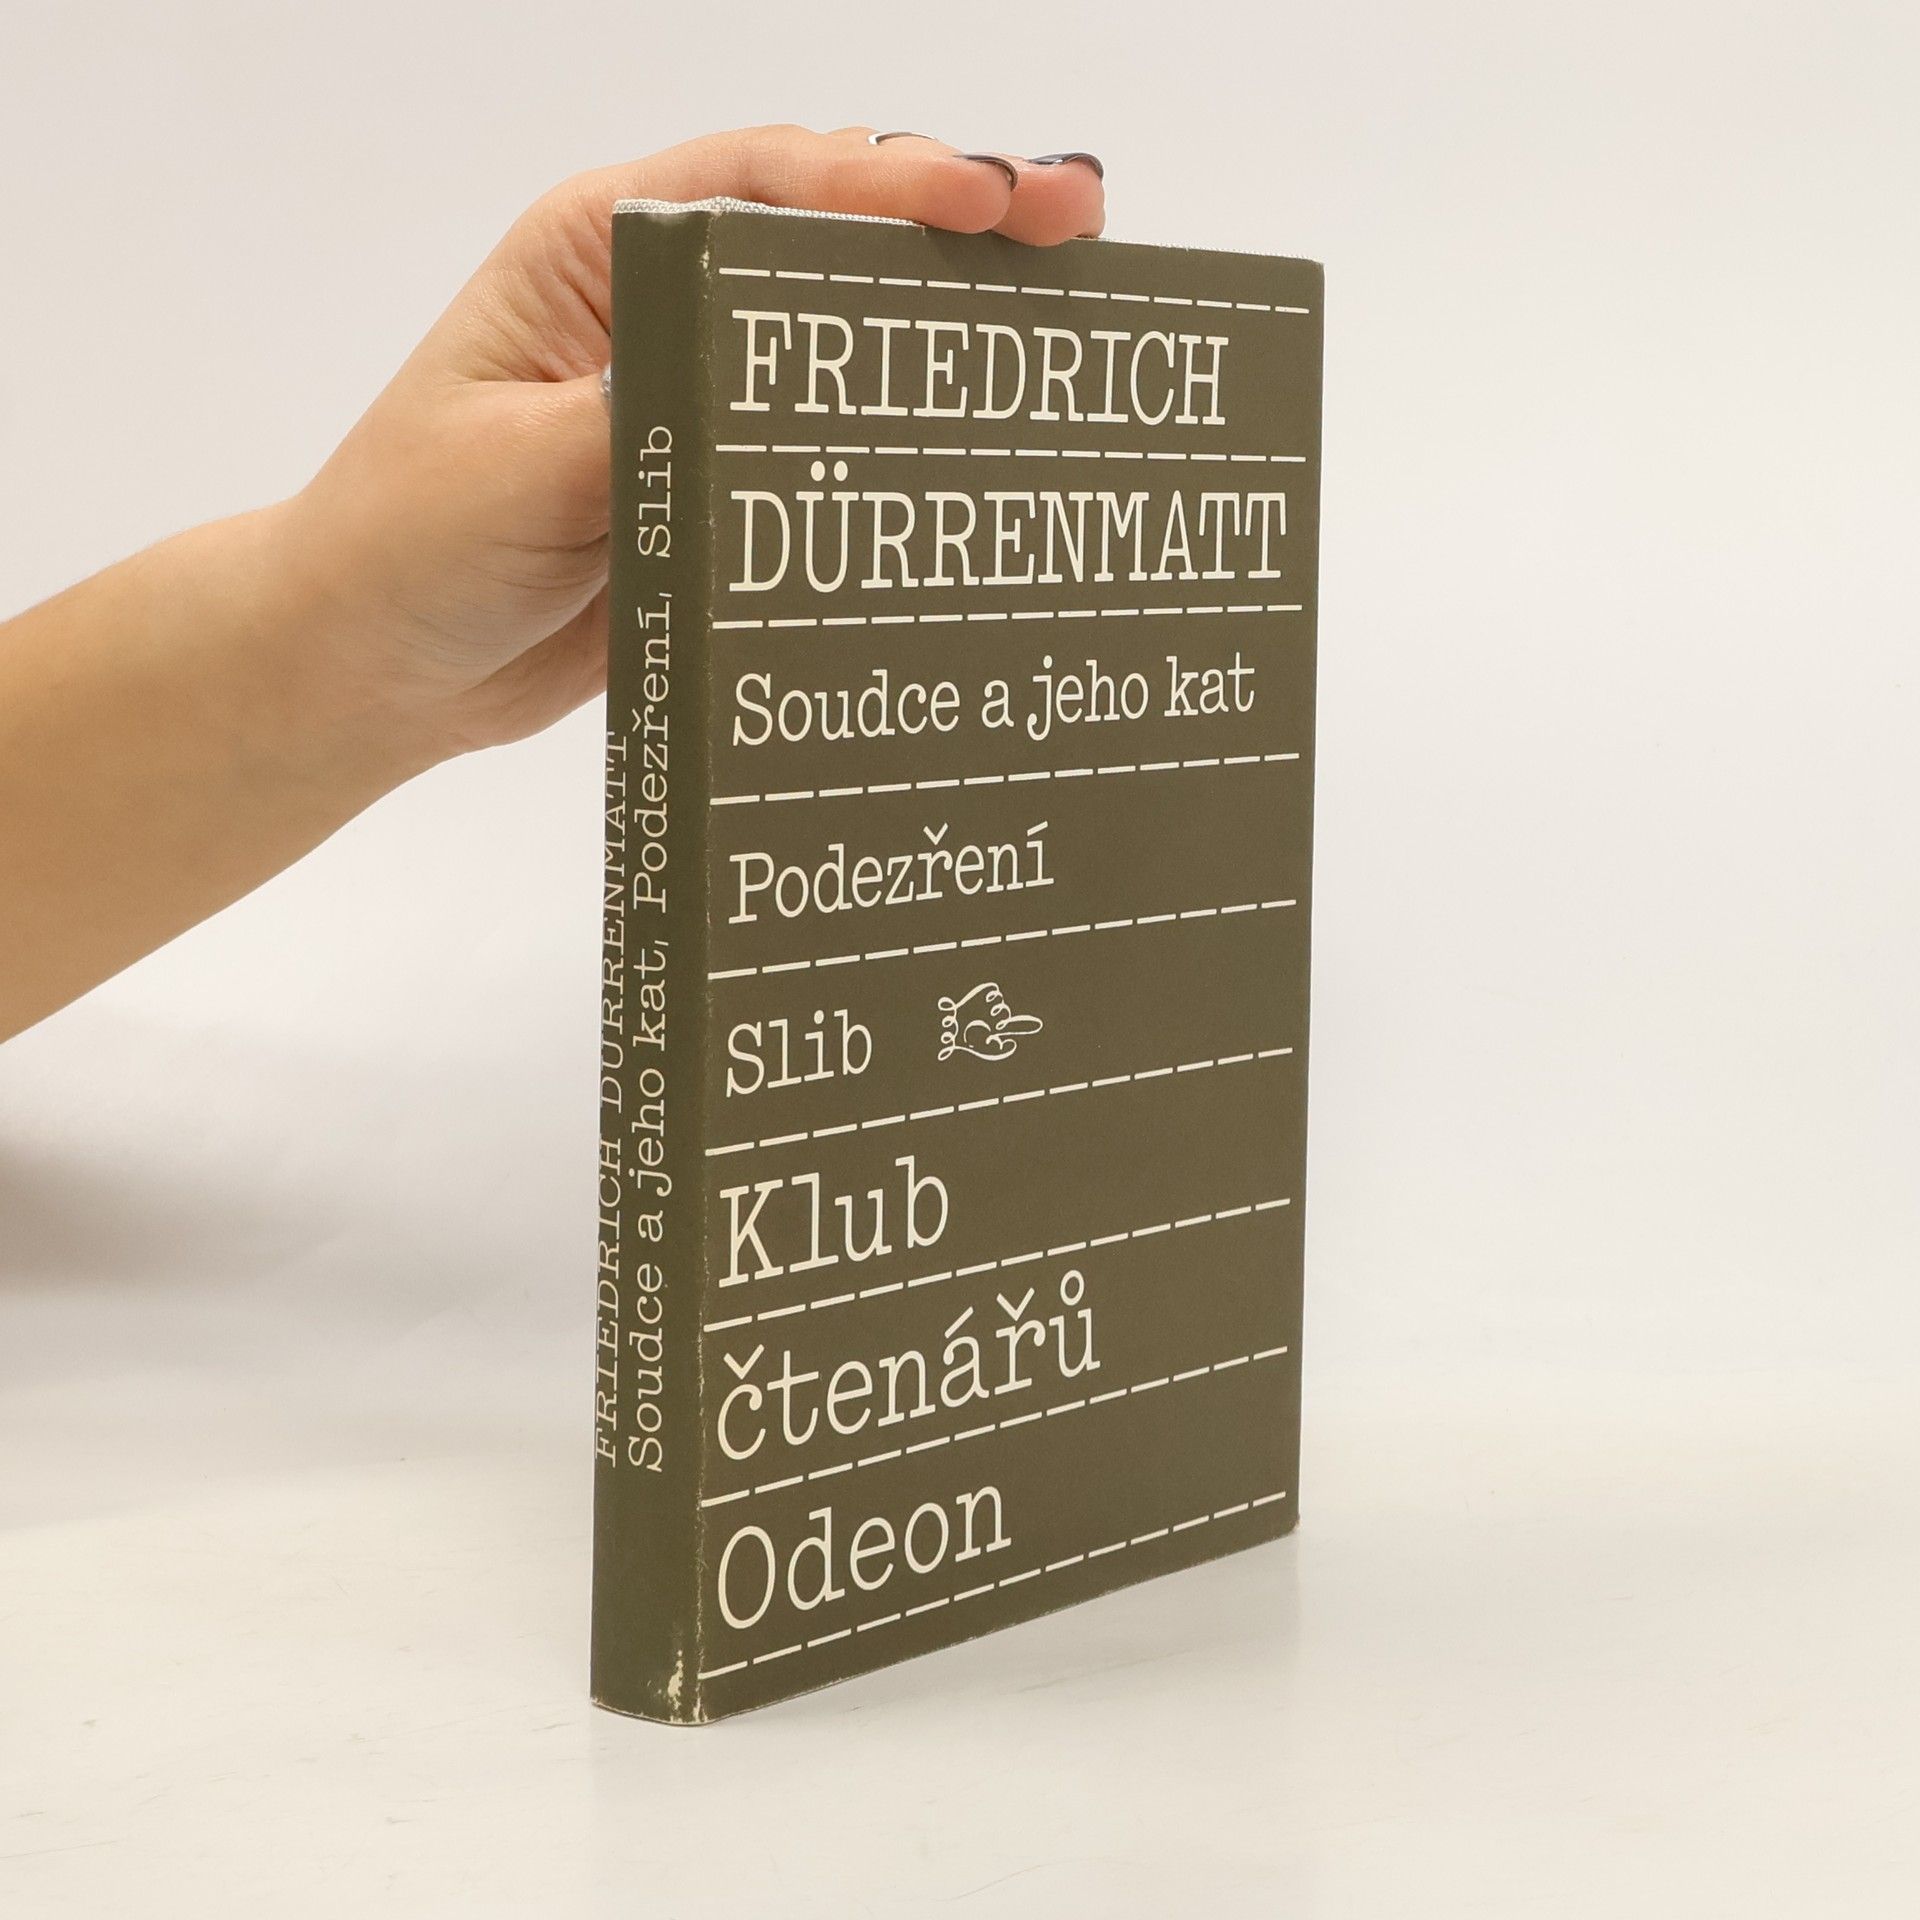 FRIEDRICH DÜRRENMATT
Soudce a jeho kat, Podezření, Slib
FRIEDRICH
DÜRRENMATT
Soudce a jeho kat
Podezření
Slib
Klub
čtenářů
Odeon